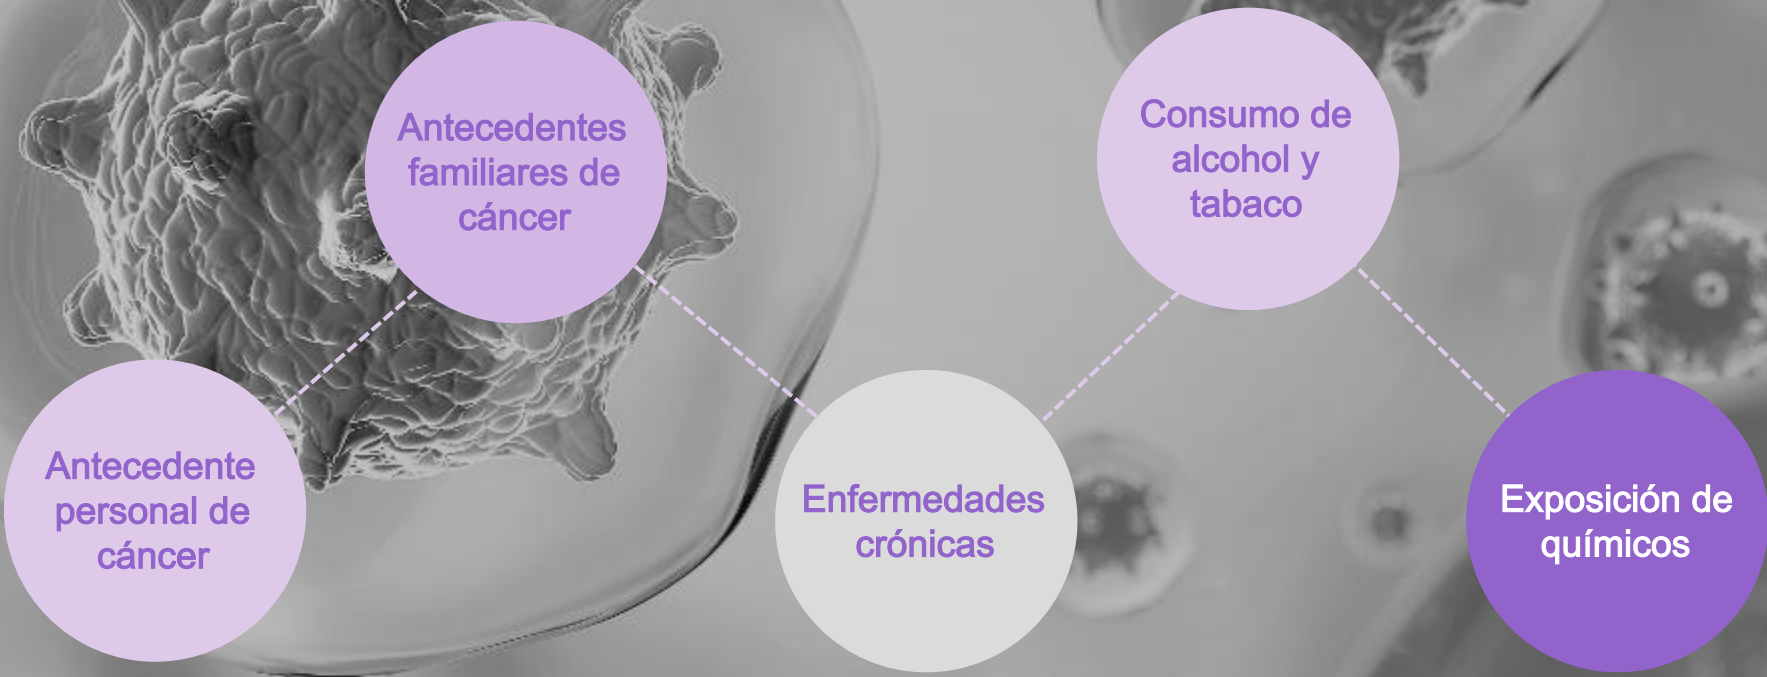 Antecedente
personal de
cáncer
Antecedentes
familiares de
cáncer
Enfermedades
crónicas
Consumo de
alcohol y
tabaco
Exposición de
químicos